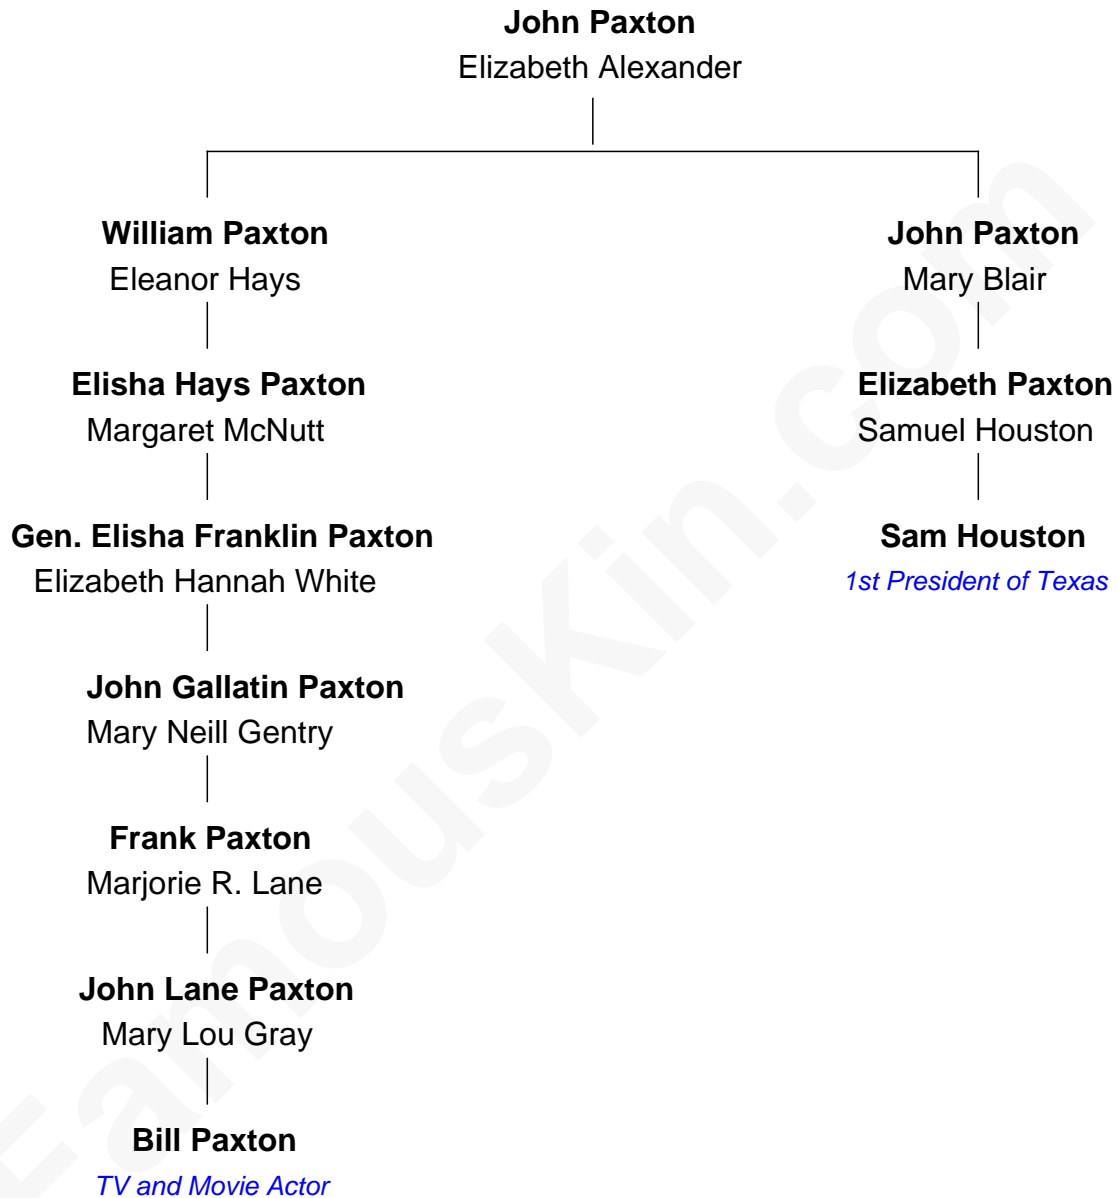 John Paxton
Elizabeth Alexander
William Paxton
Eleanor Hays
John Paxton
Mary Blair
Elisha Hays Paxton
Margaret McNutt
Elizabeth Paxton
Samuel Houston
Gen. Elisha Franklin Paxton
Elizabeth Hannah White
Sam Houston
1st President of Texas
John Gallatin Paxton
Mary Neill Gentry
Frank Paxton
Marjorie R. Lane
John Lane Paxton
Mary Lou Gray
Bill Paxton
TV and Movie Actor
FamousKin.com